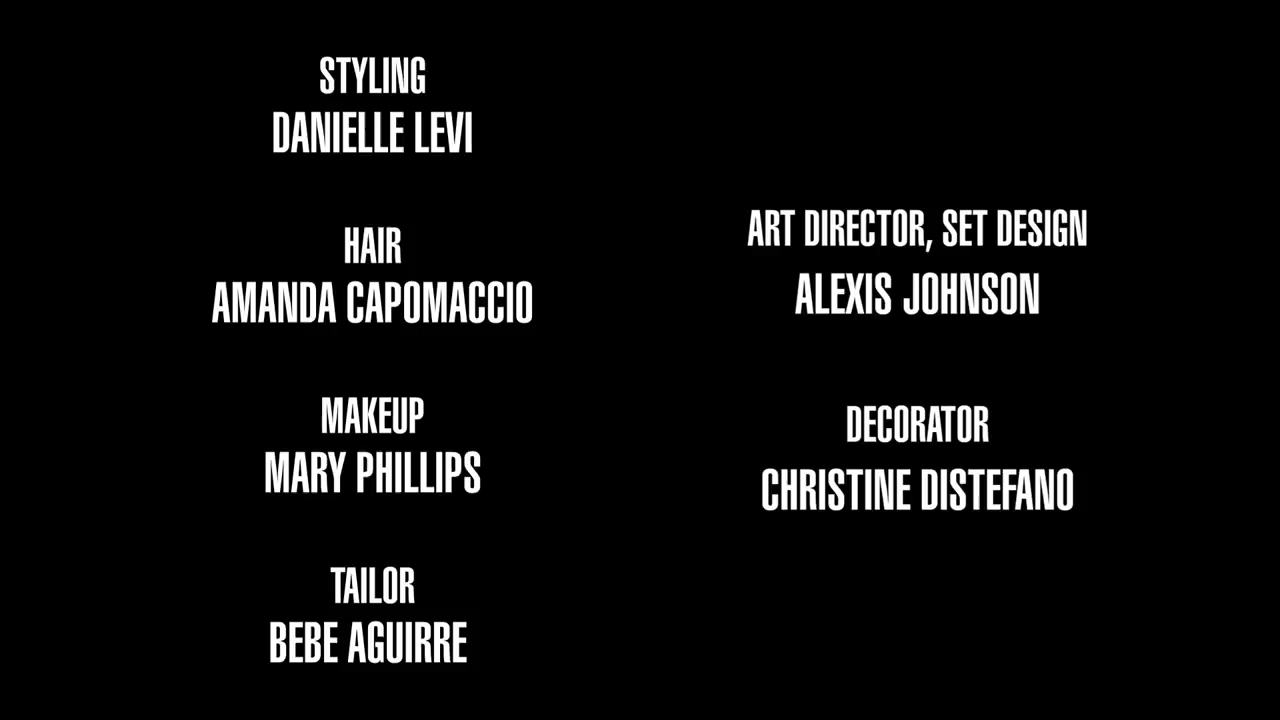 STYLING
DANIELLE LEVI
HAIR
AMANDA CAPOMACCIO
MAKEUP
MARY PHILLIPS
TAILOR
BEBE AGUIRRE
ART DIRECTOR, SET DESIGN
ALEXIS JOHNSON
DECORATOR
CHRISTINE DISTEFANO